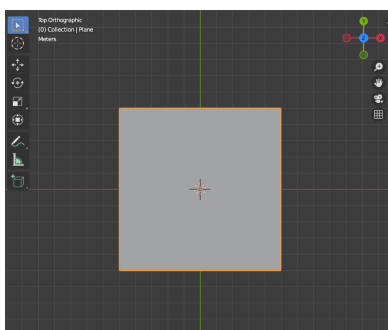 Top Orthographic
(0) Collection | Plane
Meters
Y
Z
X